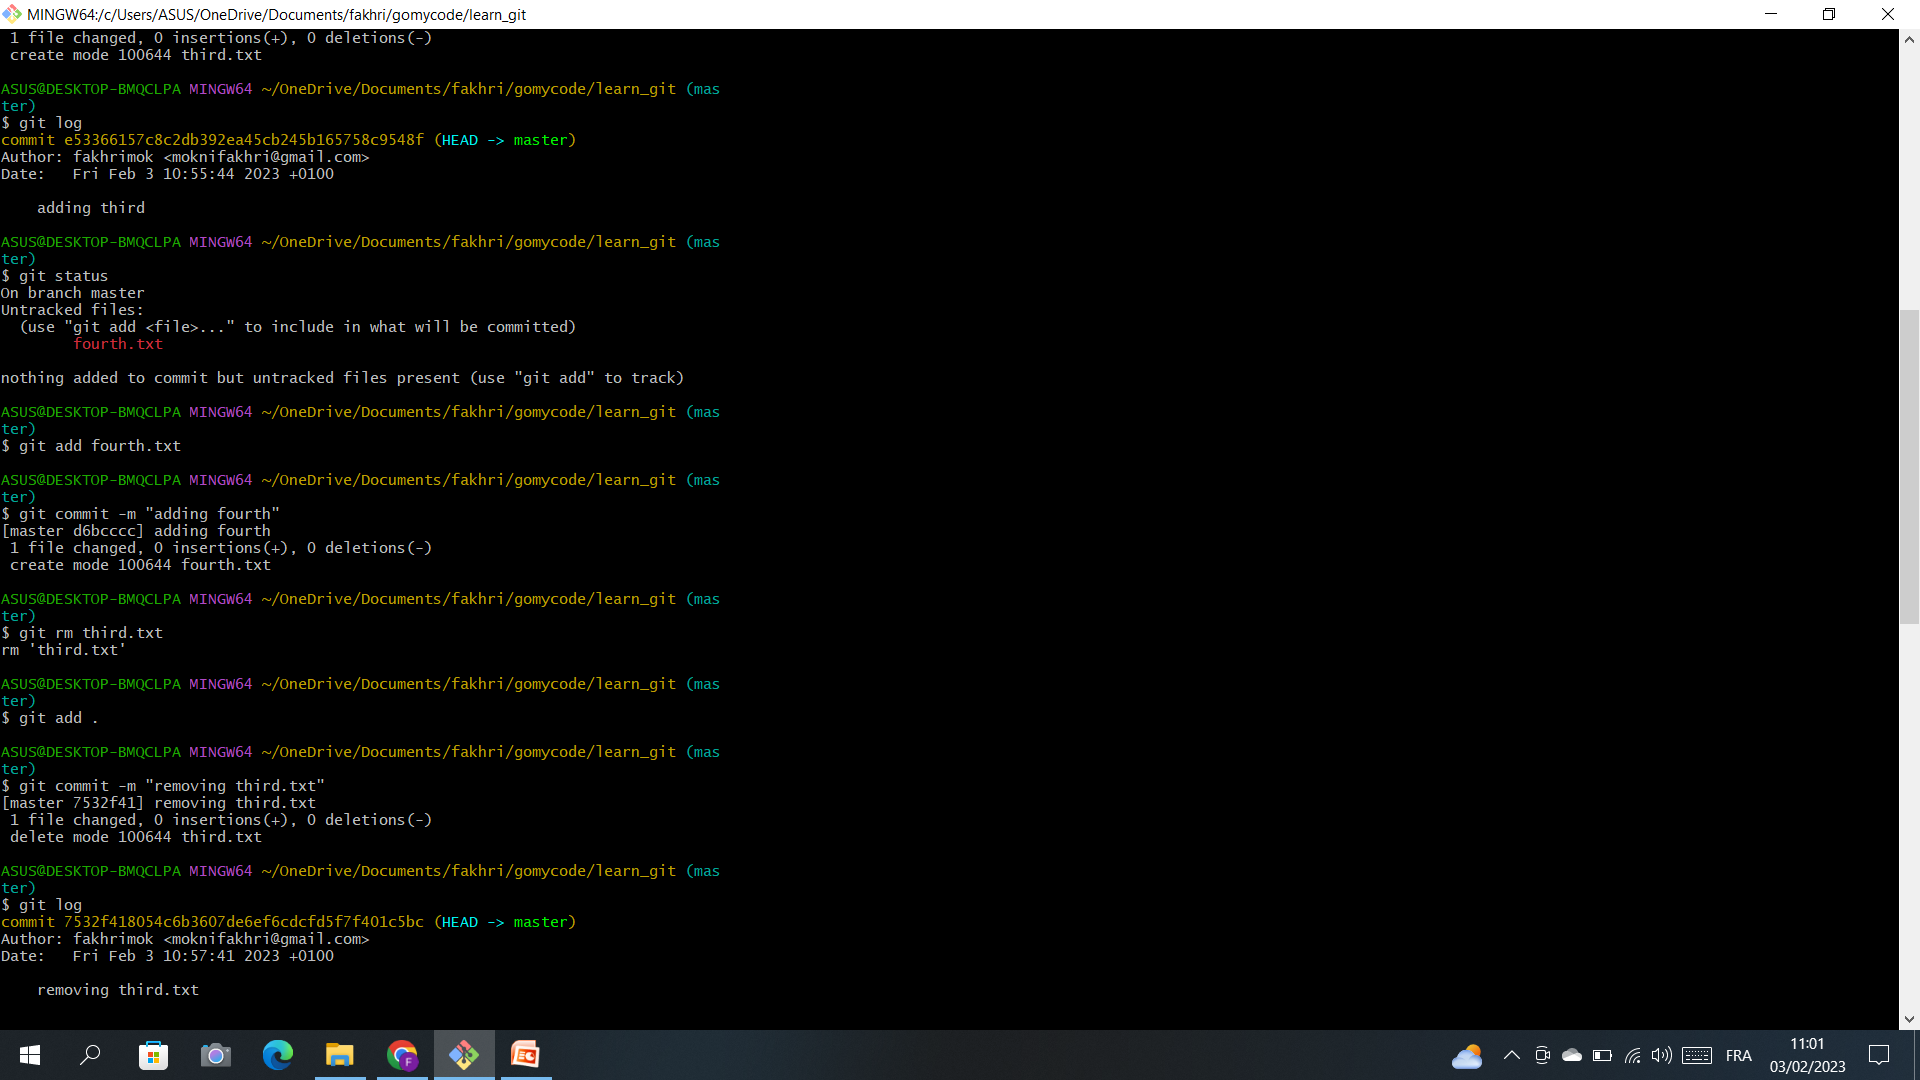 MINGW64:/c/Users/ASUS/OneDrive/Documents/fakhri/gomycode/learn_git
 1 file changed, 0 insertions(+), 0 deletions(-)
 create mode 100644 third.txt

ASUS@DESKTOP-BMQCLPA MINGW64 ~/OneDrive/Documents/fakhri/gomycode/learn_git (mas
ter)
$ git log
commit e53366157c8c2db392ea45cb245b165758c9548f (HEAD -> master)
Author: fakhrimok <moknifakhri@gmail.com>
Date:   Fri Feb 3 10:55:44 2023 +0100

    adding third

ASUS@DESKTOP-BMQCLPA MINGW64 ~/OneDrive/Documents/fakhri/gomycode/learn_git (mas
ter)
$ git status
On branch master
Untracked files:
  (use "git add <file>..." to include in what will be committed)
        fourth.txt

nothing added to commit but untracked files present (use "git add" to track)

ASUS@DESKTOP-BMQCLPA MINGW64 ~/OneDrive/Documents/fakhri/gomycode/learn_git (mas
ter)
$ git add fourth.txt

ASUS@DESKTOP-BMQCLPA MINGW64 ~/OneDrive/Documents/fakhri/gomycode/learn_git (mas
ter)
$ git commit -m "adding fourth"
[master d6bcccc] adding fourth
 1 file changed, 0 insertions(+), 0 deletions(-)
 create mode 100644 fourth.txt

ASUS@DESKTOP-BMQCLPA MINGW64 ~/OneDrive/Documents/fakhri/gomycode/learn_git (mas
ter)
$ git rm third.txt
rm 'third.txt'

ASUS@DESKTOP-BMQCLPA MINGW64 ~/OneDrive/Documents/fakhri/gomycode/learn_git (mas
ter)
$ git add .

ASUS@DESKTOP-BMQCLPA MINGW64 ~/OneDrive/Documents/fakhri/gomycode/learn_git (mas
ter)
$ git commit -m "removing third.txt"
[master 7532f41] removing third.txt
 1 file changed, 0 insertions(+), 0 deletions(-)
 delete mode 100644 third.txt

ASUS@DESKTOP-BMQCLPA MINGW64 ~/OneDrive/Documents/fakhri/gomycode/learn_git (mas
ter)
$ git log
commit 7532f418054c6b3607de6ef6cdcfd5f7f401c5bc (HEAD -> master)
Author: fakhrimok <moknifakhri@gmail.com>
Date:   Fri Feb 3 10:57:41 2023 +0100

    removing third.txt

F
FRA
11:01
03/02/2023